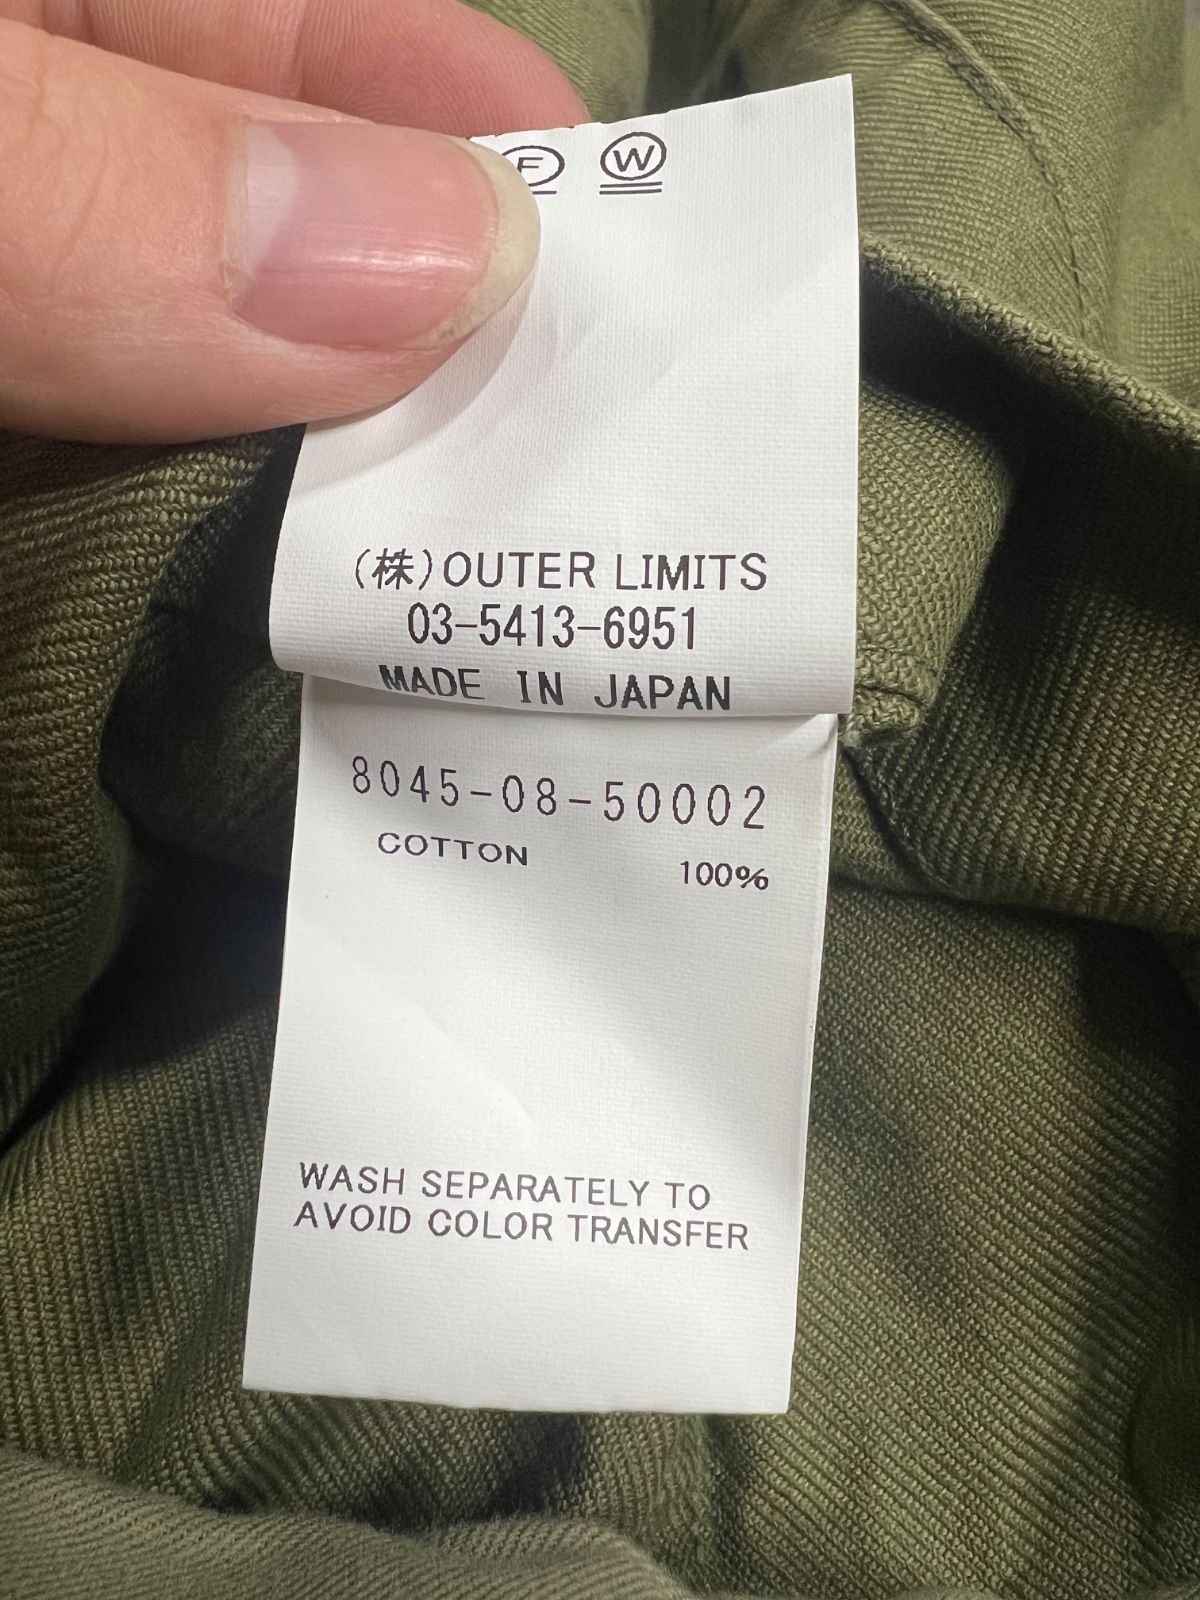 F W
(株)OUTER LIMITS
03-5413-6951
MADE IN JAPAN
8045-08-50002
COTTON 100%
WASH SEPARATELY TO
AVOID COLOR TRANSFER